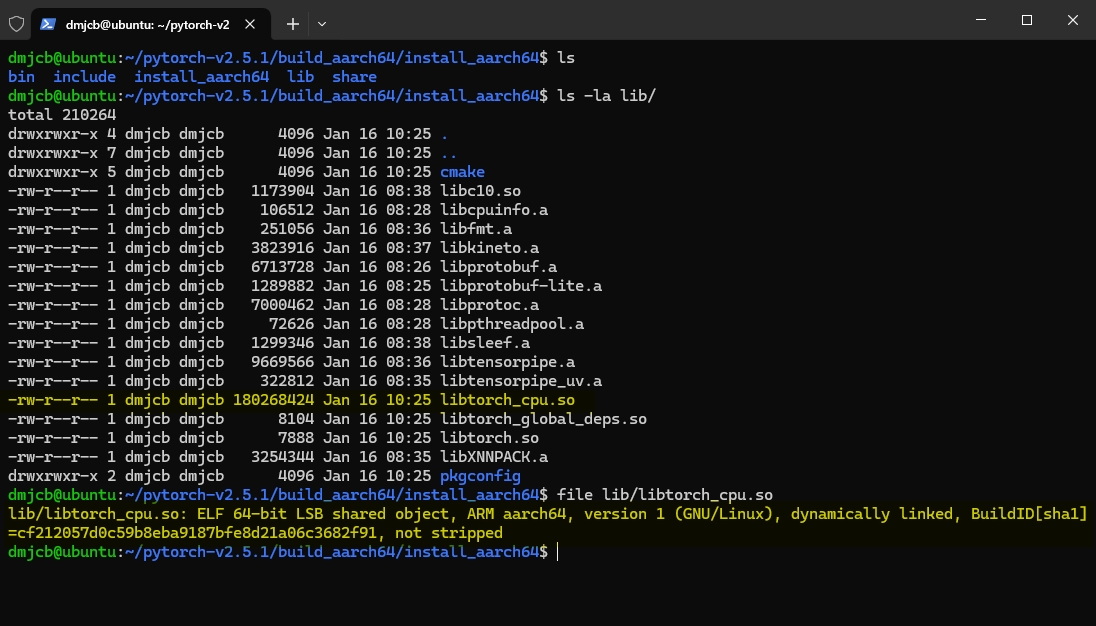 dmjcb@ubuntu: ~/pytorch-v2
dmjcb@ubuntu:~/pytorch-v2.5.1/build_aarch64/install_aarch64$ ls
bin  include  install_aarch64  lib  share
dmjcb@ubuntu:~/pytorch-v2.5.1/build_aarch64/install_aarch64$ ls -la lib/
total 210264
drwxrwxr-x 4 dmjcb dmjcb      4096 Jan 16 10:25 .
drwxrwxr-x 7 dmjcb dmjcb      4096 Jan 16 10:25 ..
drwxrwxr-x 5 dmjcb dmjcb      4096 Jan 16 10:25 cmake
-rw-r--r-- 1 dmjcb dmjcb   1173904 Jan 16 08:38 libc10.so
-rw-r--r-- 1 dmjcb dmjcb    106512 Jan 16 08:28 libcpuinfo.a
-rw-r--r-- 1 dmjcb dmjcb    251056 Jan 16 08:36 libfmt.a
-rw-r--r-- 1 dmjcb dmjcb   3823916 Jan 16 08:37 libkineto.a
-rw-r--r-- 1 dmjcb dmjcb   6713728 Jan 16 08:26 libprotobuf.a
-rw-r--r-- 1 dmjcb dmjcb   1289882 Jan 16 08:25 libprotobuf-lite.a
-rw-r--r-- 1 dmjcb dmjcb   7000462 Jan 16 08:28 libprotoc.a
-rw-r--r-- 1 dmjcb dmjcb     72626 Jan 16 08:28 libpthreadpool.a
-rw-r--r-- 1 dmjcb dmjcb   1299346 Jan 16 08:38 libsleef.a
-rw-r--r-- 1 dmjcb dmjcb   9669566 Jan 16 08:36 libtensorpipe.a
-rw-r--r-- 1 dmjcb dmjcb    322812 Jan 16 08:35 libtensorpipe_uv.a
-rw-r--r-- 1 dmjcb dmjcb 180268424 Jan 16 10:25 libtorch_cpu.so
-rw-r--r-- 1 dmjcb dmjcb      8104 Jan 16 10:25 libtorch_global_deps.so
-rw-r--r-- 1 dmjcb dmjcb      7888 Jan 16 10:25 libtorch.so
-rw-r--r-- 1 dmjcb dmjcb   3254344 Jan 16 08:35 libXNNPACK.a
drwxrwxr-x 2 dmjcb dmjcb      4096 Jan 16 10:25 pkgconfig
dmjcb@ubuntu:~/pytorch-v2.5.1/build_aarch64/install_aarch64$ file lib/libtorch_cpu.so
lib/libtorch_cpu.so: ELF 64-bit LSB shared object, ARM aarch64, version 1 (GNU/Linux), dynamically linked, BuildID[sha1]
=cf212057d0c59b8eba9187bfe8d21a06c3682f91, not stripped
dmjcb@ubuntu:~/pytorch-v2.5.1/build_aarch64/install_aarch64$